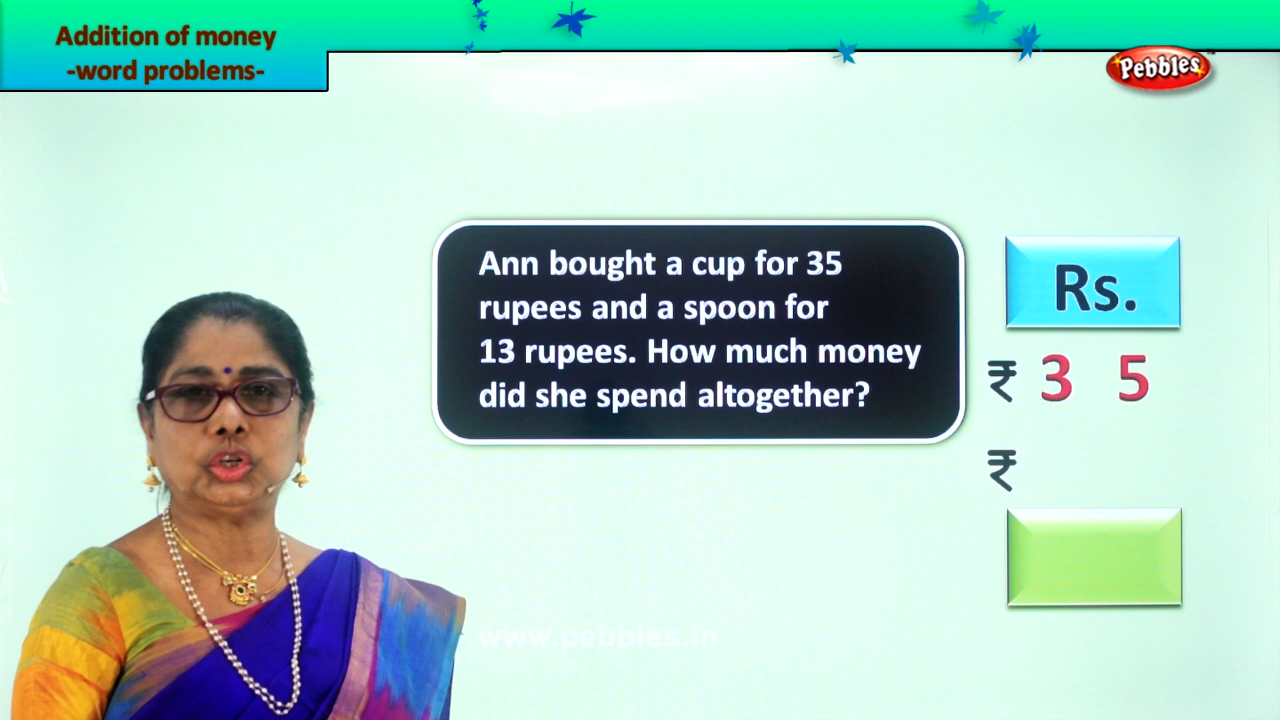 Addition of money
-word problems-
Pebbles
Ann bought a cup for 35
rupees and a spoon for
13 rupees. How much money
did she spend altogether?
Rs.
₹ 3 5
₹
www.pebbles.in